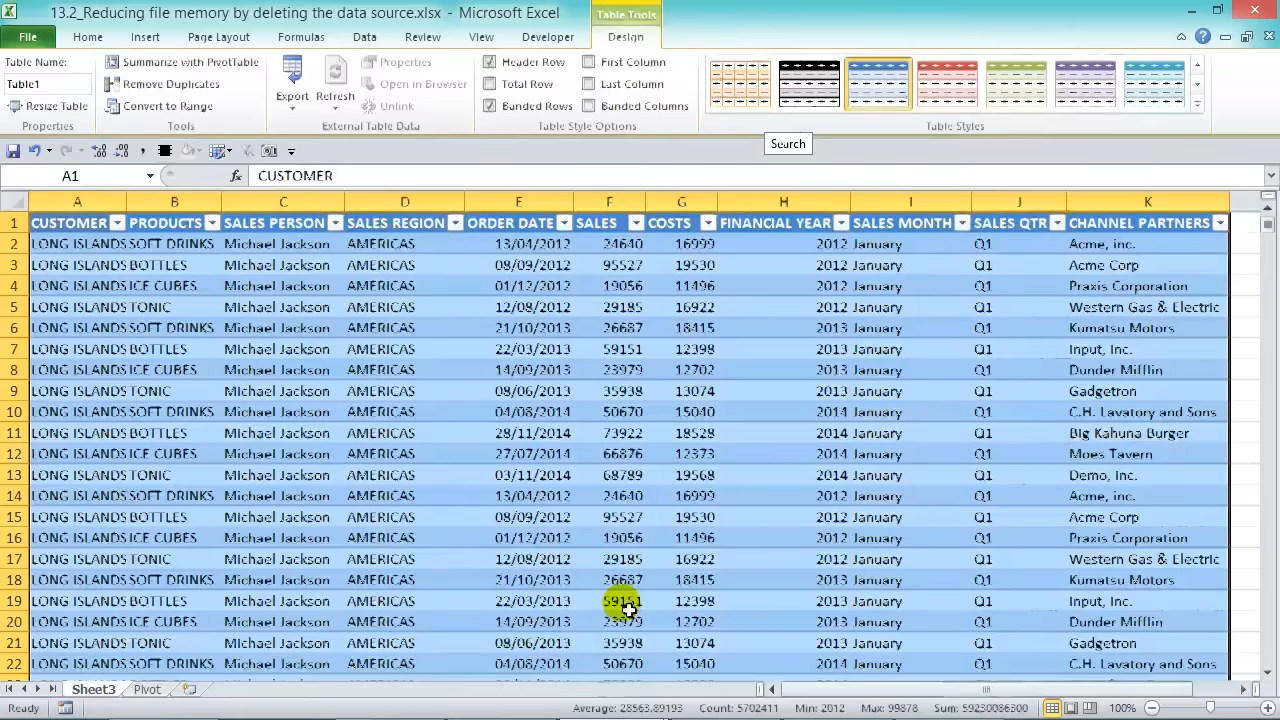 13.2_Reducing file memory by deleting the data source.xlsx - Microsoft Excel
Table Tools
File Home Insert Page Layout Formulas Data Review View Developer Design
Table Name:
Table1
Resize Table
Properties
Summarize with PivotTable
Remove Duplicates
Convert to Range
Tools
Export Refresh
Properties
Open in Browser
Unlink
External Table Data
Header Row First Column
Total Row Last Column
Banded Rows Banded Columns
Table Style Options
Table Styles
Search
A1 fx CUSTOMER
A B C D E F G H I J K
1 CUSTOMER PRODUCTS SALES PERSON SALES REGION ORDER DATE SALES COSTS FINANCIAL YEAR SALES MONTH SALES QTR CHANNEL PARTNERS
2 LONG ISLANDS SOFT DRINKS Michael Jackson AMERICAS 13/04/2012 24640 16999 2012 January Q1 Acme, inc.
3 LONG ISLANDS BOTTLES Michael Jackson AMERICAS 08/09/2012 95527 19530 2012 January Q1 Acme Corp
4 LONG ISLANDS ICE CUBES Michael Jackson AMERICAS 01/12/2012 19056 11496 2012 January Q1 Praxis Corporation
5 LONG ISLANDS TONIC Michael Jackson AMERICAS 12/08/2012 29185 16922 2012 January Q1 Western Gas & Electric
6 LONG ISLANDS SOFT DRINKS Michael Jackson AMERICAS 21/10/2013 26687 18415 2013 January Q1 Kumatsu Motors
7 LONG ISLANDS BOTTLES Michael Jackson AMERICAS 22/03/2013 59151 12398 2013 January Q1 Input, Inc.
8 LONG ISLANDS ICE CUBES Michael Jackson AMERICAS 14/09/2013 23979 12702 2013 January Q1 Dunder Mifflin
9 LONG ISLANDS TONIC Michael Jackson AMERICAS 08/06/2013 35938 13074 2013 January Q1 Gadgetron
10 LONG ISLANDS SOFT DRINKS Michael Jackson AMERICAS 04/08/2014 50670 15040 2014 January Q1 C.H. Lavatory and Sons
11 LONG ISLANDS BOTTLES Michael Jackson AMERICAS 28/11/2014 73922 18528 2014 January Q1 Big Kahuna Burger
12 LONG ISLANDS ICE CUBES Michael Jackson AMERICAS 27/07/2014 66876 12373 2014 January Q1 Moes Tavern
13 LONG ISLANDS TONIC Michael Jackson AMERICAS 03/11/2014 68789 19568 2014 January Q1 Demo, Inc.
14 LONG ISLANDS SOFT DRINKS Michael Jackson AMERICAS 13/04/2012 24640 16999 2012 January Q1 Acme, inc.
15 LONG ISLANDS BOTTLES Michael Jackson AMERICAS 08/09/2012 95527 19530 2012 January Q1 Acme Corp
16 LONG ISLANDS ICE CUBES Michael Jackson AMERICAS 01/12/2012 19056 11496 2012 January Q1 Praxis Corporation
17 LONG ISLANDS TONIC Michael Jackson AMERICAS 12/08/2012 29185 16922 2012 January Q1 Western Gas & Electric
18 LONG ISLANDS SOFT DRINKS Michael Jackson AMERICAS 21/10/2013 26687 18415 2013 January Q1 Kumatsu Motors
19 LONG ISLANDS BOTTLES Michael Jackson AMERICAS 22/03/2013 59151 12398 2013 January Q1 Input, Inc.
20 LONG ISLANDS ICE CUBES Michael Jackson AMERICAS 14/09/2013 23979 12702 2013 January Q1 Dunder Mifflin
21 LONG ISLANDS TONIC Michael Jackson AMERICAS 08/06/2013 35938 13074 2013 January Q1 Gadgetron
22 LONG ISLANDS SOFT DRINKS Michael Jackson AMERICAS 04/08/2014 50670 15040 2014 January Q1 C.H. Lavatory and Sons
Sheet3 Pivot
Ready Average: 28563.89193 Count: 5702411 Min: 2012 Max: 99878 Sum: 59230086300 100%